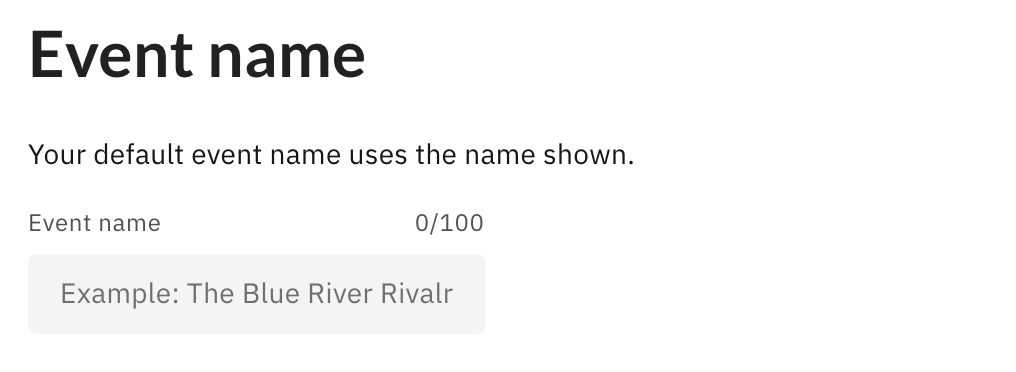 Event name
Your default event name uses the name shown.
Event name 0/100
Example: The Blue River Rivalr